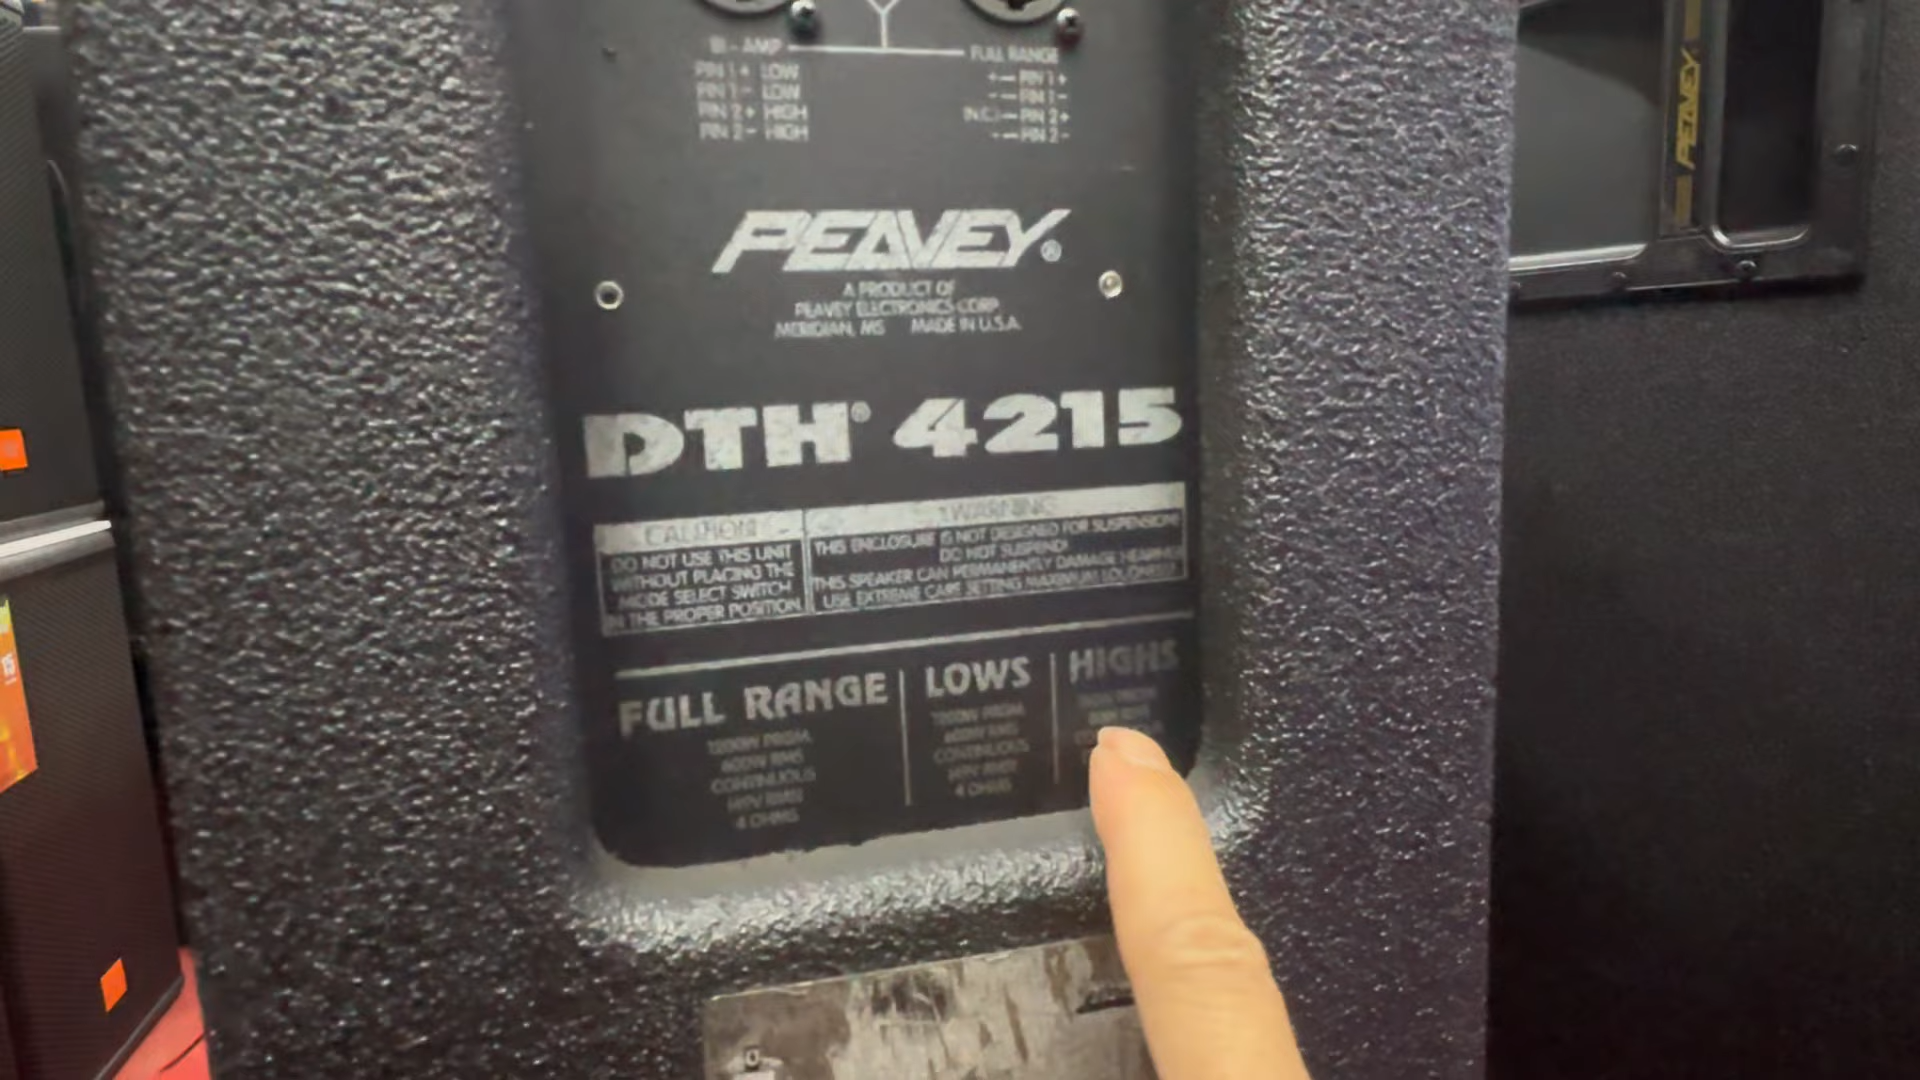 BI-AMP
PIN 1+ LOW
PIN 1- LOW
PIN 2+ HIGH
PIN 2- HIGH
FULL RANGE
+ — PIN 1+
- — PIN 1-
(N.C.) — PIN 2+
- — PIN 2-
PEAVEY®
A PRODUCT OF
PEAVEY ELECTRONICS CORP.
MERIDIAN, MS MADE IN U.S.A.
DTH® 4215
CAUTION
DO NOT USE THIS UNIT
WITHOUT PLACING THE
MODE SELECT SWITCH
IN THE PROPER POSITION
WARNING
THIS ENCLOSURE IS NOT DESIGNED FOR SUSPENSION!
DO NOT SUSPEND!
THIS SPEAKER CAN PERMANENTLY DAMAGE HEARING!
USE EXTREME CARE SETTING MAXIMUM LOUDNESS!
FULL RANGE
1200W PRGM
600W RMS
CONTINUOUS
4 OHMS
LOWS
1200W PRGM
600W RMS
CONTINUOUS
4 OHMS
HIGHS
PEAVEY
15